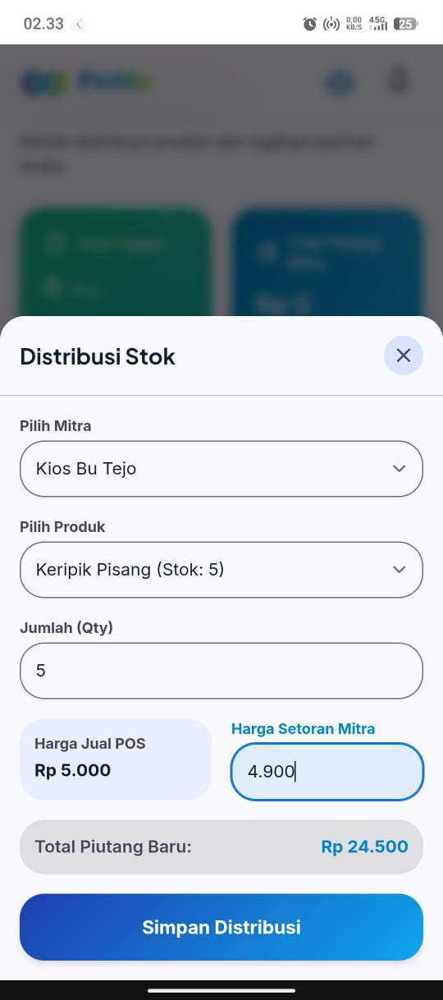 02.33
0,00
KB/S
4.5G
25
Distribusi Stok
Pilih Mitra
Kios Bu Tejo
Pilih Produk
Keripik Pisang (Stok: 5)
Jumlah (Qty)
5
Harga Jual POS
Rp 5.000
Harga Setoran Mitra
4.900
Total Piutang Baru:
Rp 24.500
Simpan Distribusi